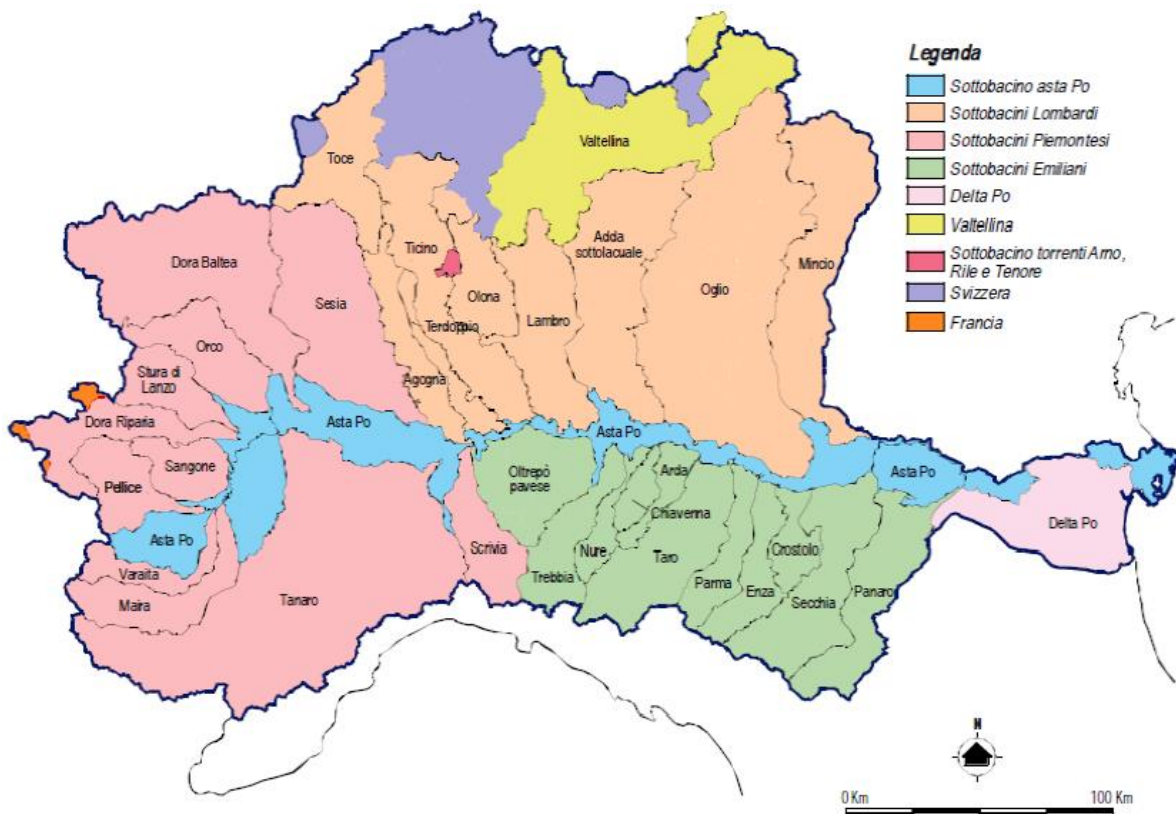 Legenda
Sottobacino asta Po
Sottobacini Lombardi
Sottobacini Piemontesi
Sottobacini Emiliani
Delta Po
Valtellina
Sottobacino torrenti Arno,
Rile e Tenore
Svizzera
Francia
Toce
Valtellina
Ticino
Adda
sottolacuale
Dora Baltea
Sesia
Olona
Oglio
Mincio
Lambro
Orco
Agogna
Stura di
Lanzo
Dora Riparia
Asta Po
Asta Po
Sangone
Pellice
Oltrepò
pavese
Arda
Asta Po
Chiavenna
Asta Po
Delta Po
Varaita
Nure
Taro
Crostolo
Scrivia
Trebbia
Parma
Enza
Secchia
Panaro
Maira
Tanaro
N
0 Km
100 Km